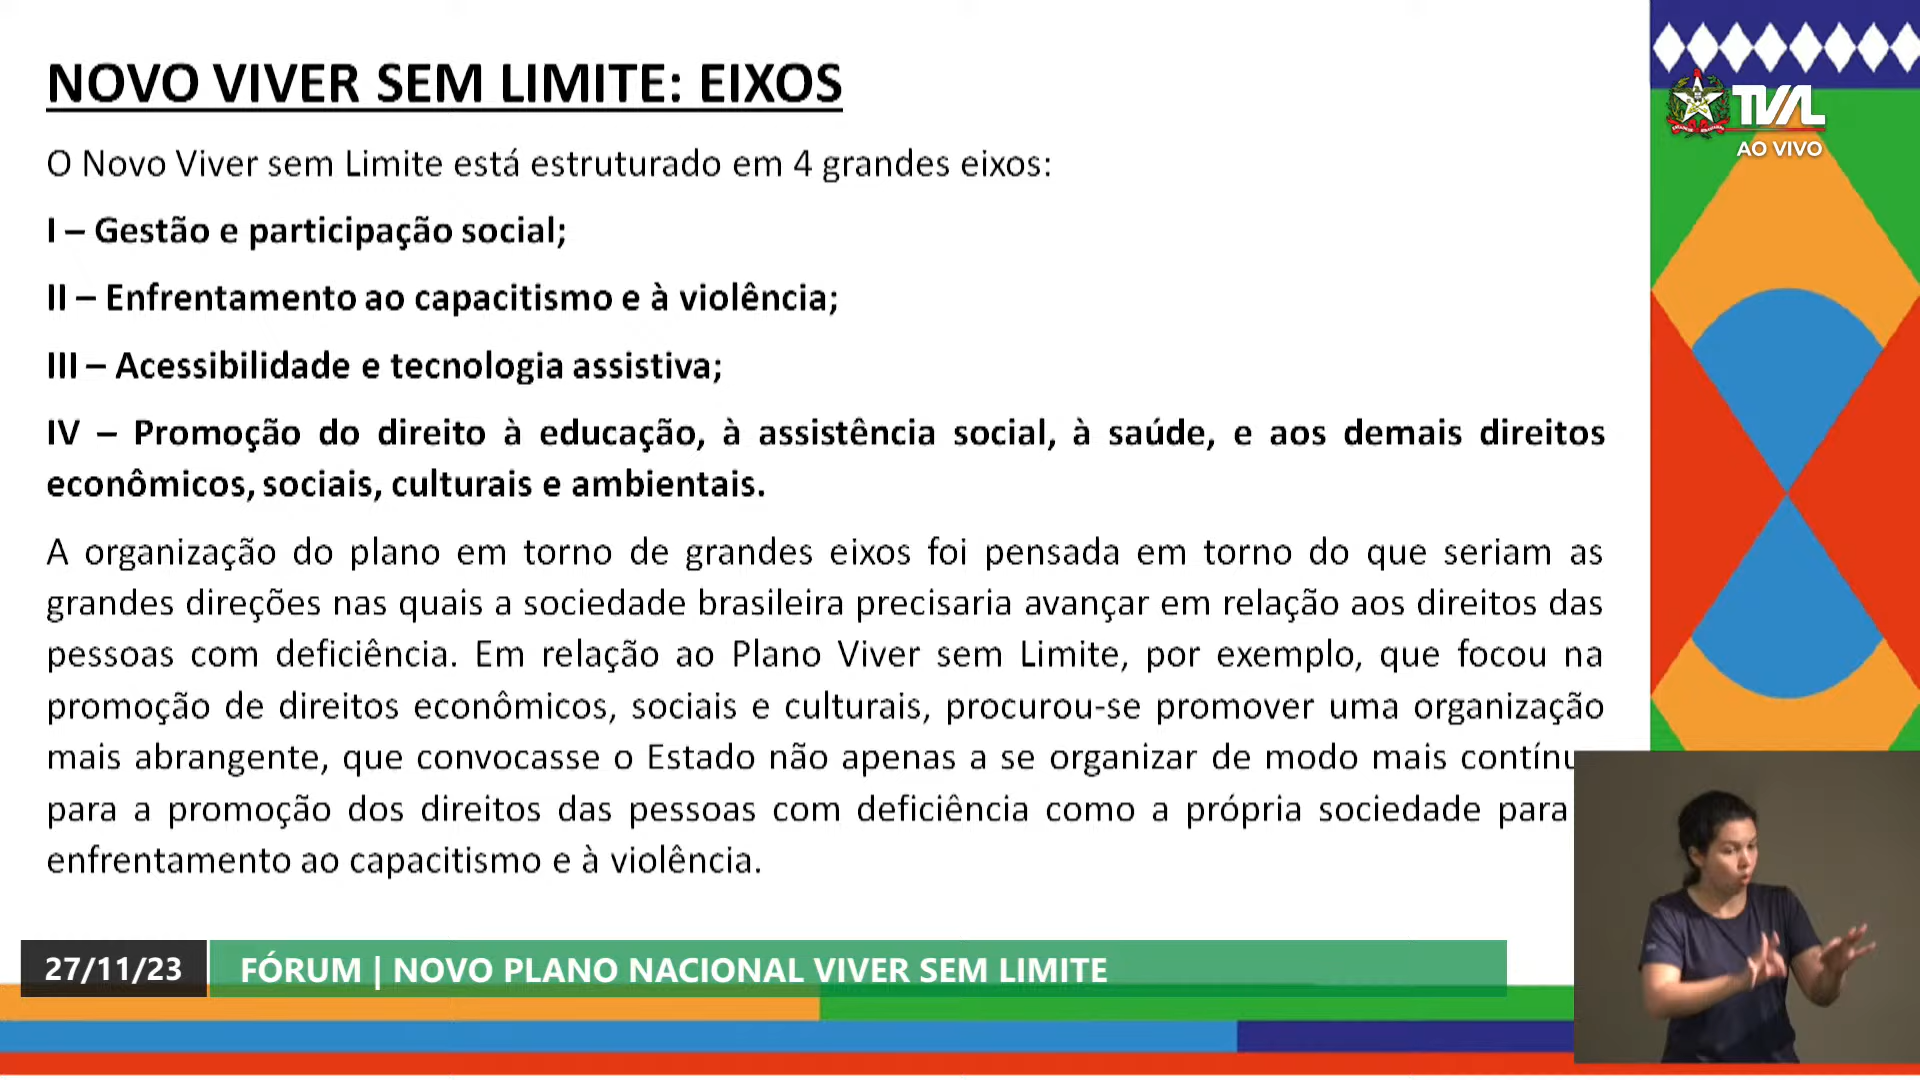 NOVO VIVER SEM LIMITE: EIXOS
TVAL
AO VIVO
O Novo Viver sem Limite está estruturado em 4 grandes eixos:
I – Gestão e participação social;
II – Enfrentamento ao capacitismo e à violência;
III – Acessibilidade e tecnologia assistiva;
IV – Promoção do direito à educação, à assistência social, à saúde, e aos demais direitos
econômicos, sociais, culturais e ambientais.
A organização do plano em torno de grandes eixos foi pensada em torno do que seriam as
grandes direções nas quais a sociedade brasileira precisaria avançar em relação aos direitos das
pessoas com deficiência. Em relação ao Plano Viver sem Limite, por exemplo, que focou na
promoção de direitos econômicos, sociais e culturais, procurou-se promover uma organização
mais abrangente, que convocasse o Estado não apenas a se organizar de modo mais contínu
para a promoção dos direitos das pessoas com deficiência como a própria sociedade para
enfrentamento ao capacitismo e à violência.
27/11/23
FÓRUM | NOVO PLANO NACIONAL VIVER SEM LIMITE